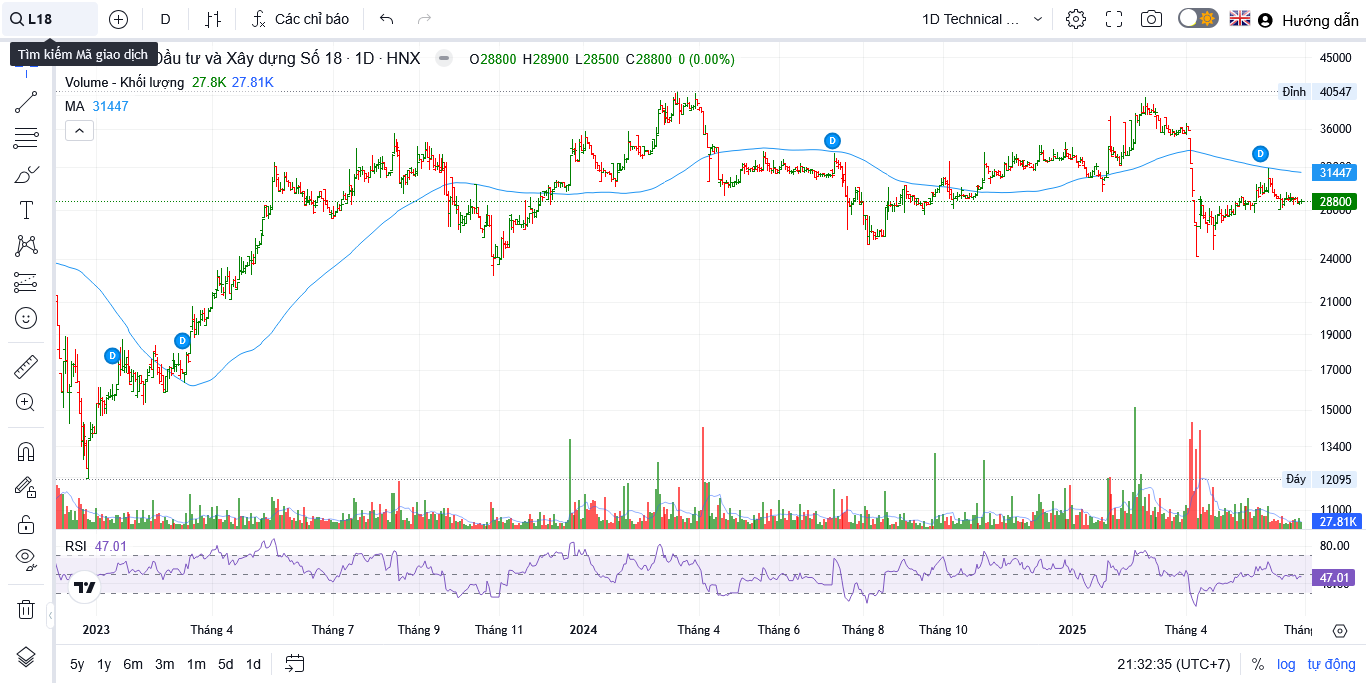 L18 D Các chỉ báo 1D Technical ... Hướng dẫn
Tìm kiếm Mã giao dịch
Đầu tư và Xây dựng Số 18 · 1D · HNX O28800 H28900 L28500 C28800 0 (0.00%)
Volume - Khối lượng 27.8K 27.81K
MA 31447
45000
Đỉnh 40547
36000
31447
28800
28000
24000
21000
19000
17000
15000
13400
Đáy 12095
11000
27.81K
D
D
D
D
RSI 47.01
80.00
47.01
2023 Tháng 4 Tháng 7 Tháng 9 Tháng 11 2024 Tháng 4 Tháng 6 Tháng 8 Tháng 10 2025 Tháng 4 Thán
5y 1y 6m 3m 1m 5d 1d 21:32:35 (UTC+7) % log tự động